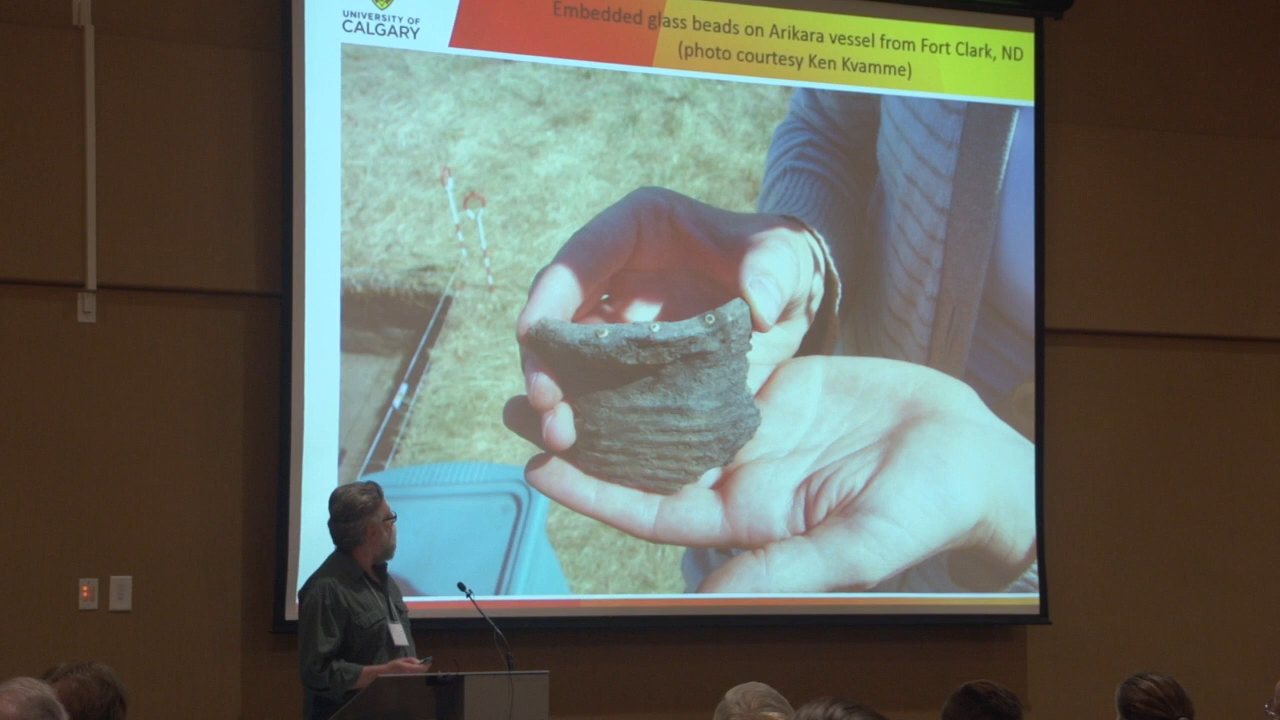 UNIVERSITY OF
CALGARY
Embedded glass beads on Arikara vessel from Fort Clark, ND
(photo courtesy Ken Kvamme)